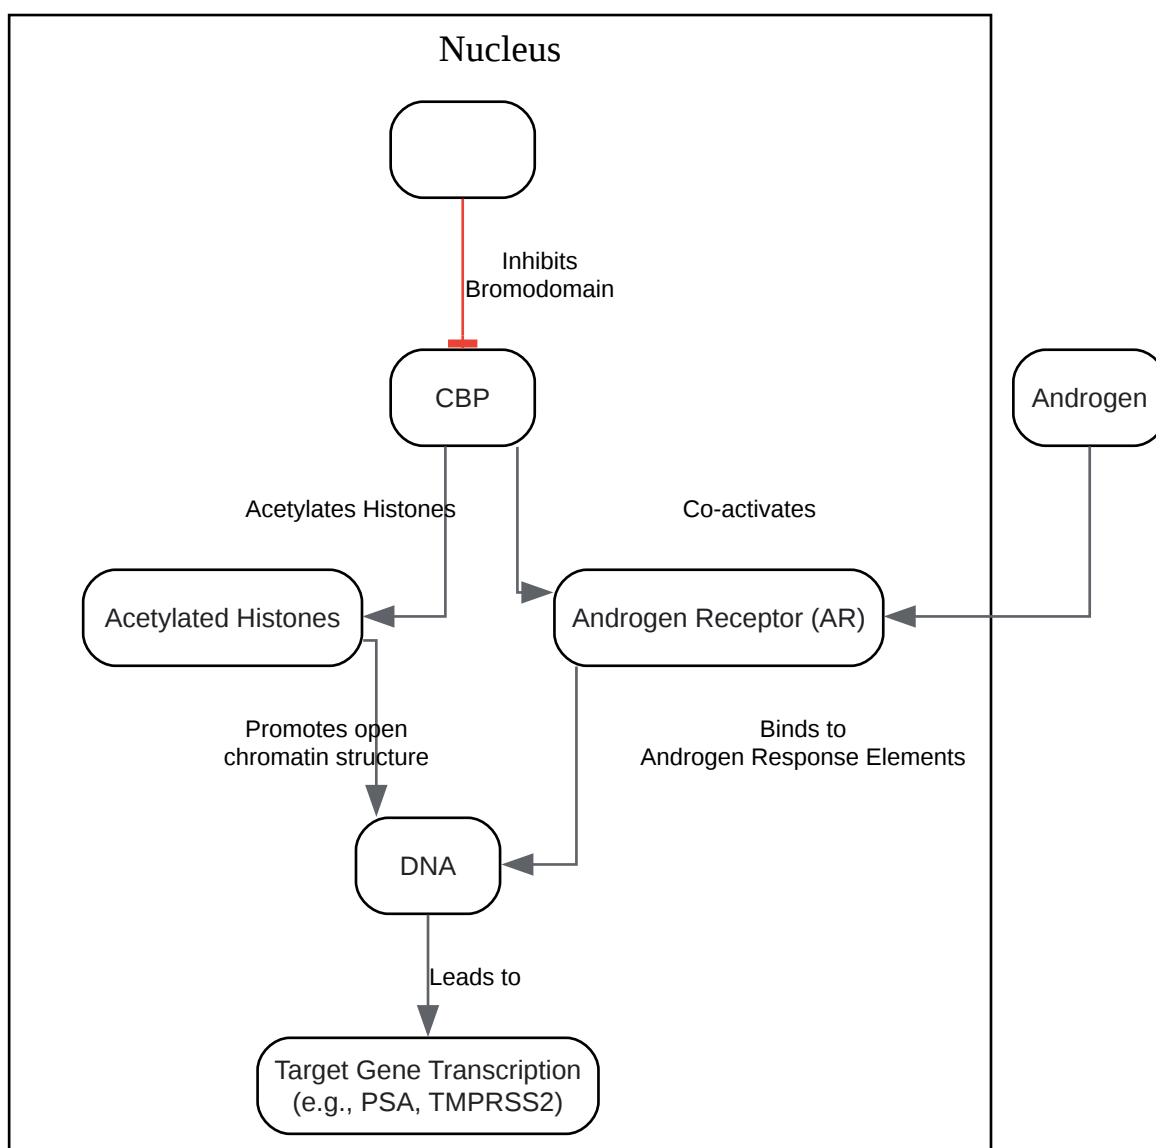 Nucleus
Inhibits
Bromodomain
CBP
Androgen
Acetylates Histones
Co-activates
Acetylated Histones
Androgen Receptor (AR)
Promotes open
chromatin structure
Binds to
Androgen Response Elements
DNA
Leads to
Target Gene Transcription
(e.g., PSA, TMPRSS2)